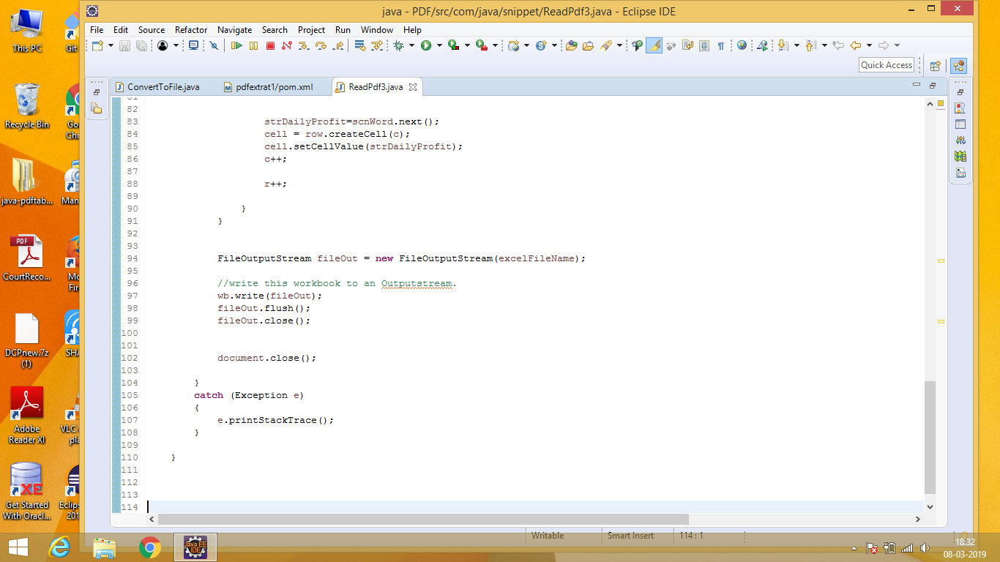 java - PDF/src/com/java/snippet/ReadPdf3.java - Eclipse IDE
File Edit Source Refactor Navigate Search Project Run Window Help
Quick Access
ConvertToFile.java pdfextrat1/pom.xml ReadPdf3.java
81
82
83 strDailyProfit=scnWord.next();
84 cell = row.createCell(c);
85 cell.setCellValue(strDailyProfit);
86 c++;
87
88 r++;
89
90 }
91 }
92
93
94 FileOutputStream fileOut = new FileOutputStream(excelFileName);
95
96 //write this workbook to an Outputstream.
97 wb.write(fileOut);
98 fileOut.flush();
99 fileOut.close();
100
101
102 document.close();
103
104 }
105 catch (Exception e)
106 {
107 e.printStackTrace();
108 }
109
110 }
111
112
113
114
Writable Smart Insert 114 : 1
This PC
Git
Recycle Bin
Go
Chr
java-pdftab...
Man
PDF
CourtReco...
Mo
Fir
DCPnew.7z
(1)
SHA
Adobe
Reader XI
VLC
pla
XE
Get Started
With Oracl...
Eclips
201
Java EE
IDE
18:32
08-03-2019